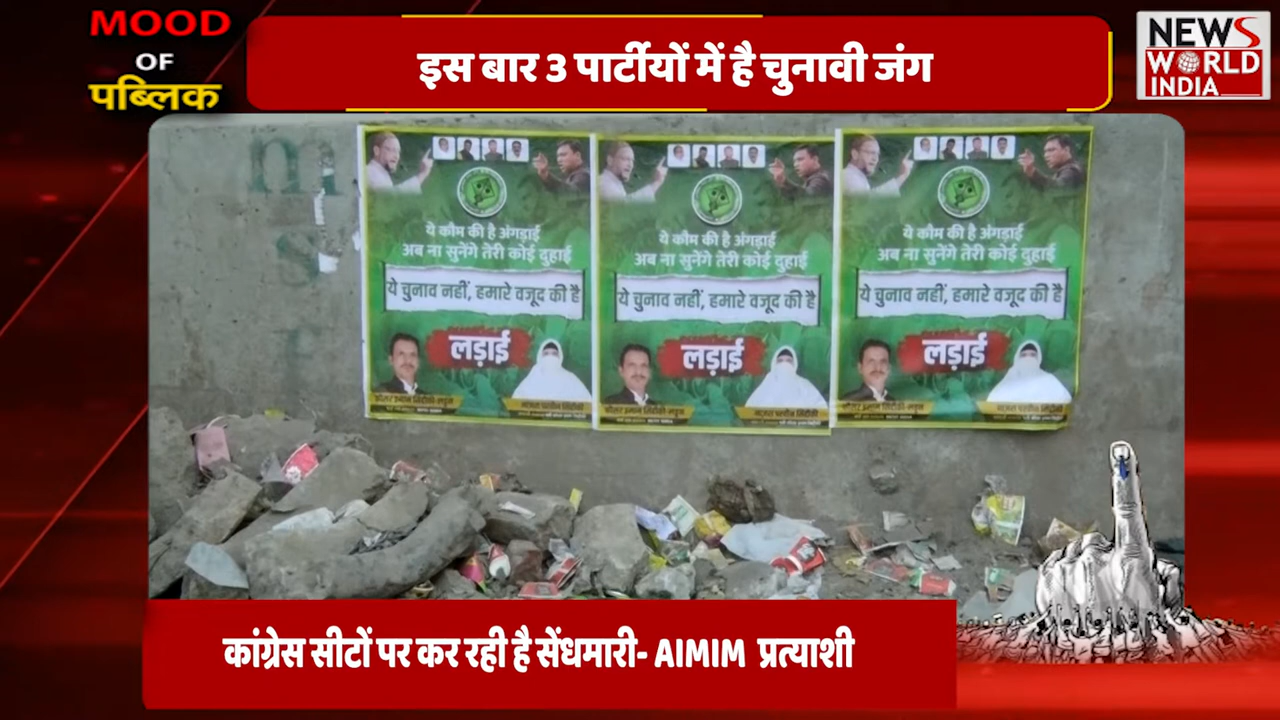 MOOD
OF
पब्लिक
इस बार 3 पार्टीयों में है चुनावी जंग
NEWS
WORLD
INDIA
ये कौम की है अंगड़ाई
अब ना सुनेंगे तेरी कोई दुहाई
ये चुनाव नहीं, हमारे वजूद की है
लड़ाई
ये कौम की है अंगड़ाई
अब ना सुनेंगे तेरी कोई दुहाई
ये चुनाव नहीं, हमारे वजूद की है
लड़ाई
ये कौम की है अंगड़ाई
अब ना सुनेंगे तेरी कोई दुहाई
ये चुनाव नहीं, हमारे वजूद की है
लड़ाई
कांग्रेस सीटों पर कर रही है सेंधमारी- AIMIM प्रत्याशी